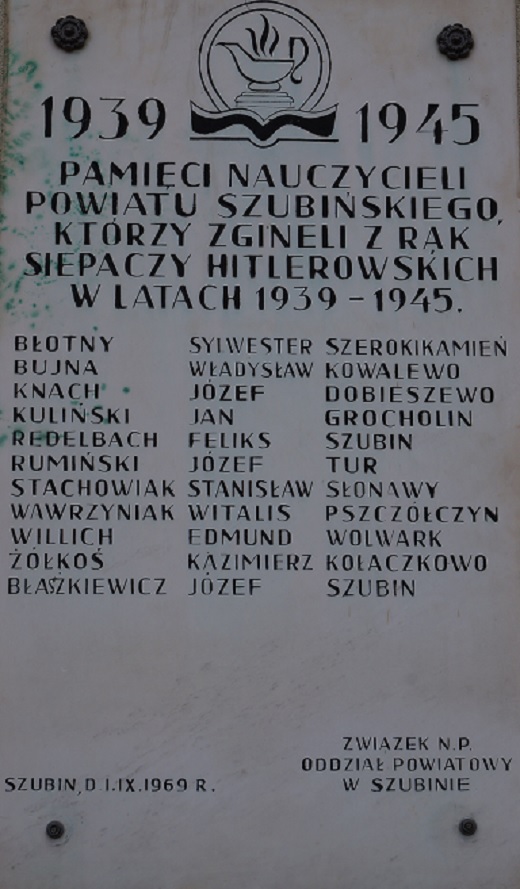 1939 1945
PAMIĘCI NAUCZYCIELI
POWIATU SZUBIŃSKIEGO,
KTÓRZY ZGINELI Z RĄK
SIEPACZY HITLEROWSKICH
W LATACH 1939 - 1945.
BŁOTNY SYLWESTER SZEROKIKAMIEŃ
BUJNA WŁADYSŁAW KOWALEWO
KNACH JÓZEF DOBIESZEWO
KULIŃSKI JAN GROCHOLIN
REDELBACH FELIKS SZUBIN
RUMIŃSKI JÓZEF TUR
STACHOWIAK STANISŁAW SŁONAWY
WAWRZYNIAK WITALIS PSZCZÓŁCZYN
WILLICH EDMUND WOLWARK
ŻÓŁKOŚ KAZIMIERZ KOŁACZKOWO
BŁASZKIEWICZ JÓZEF SZUBIN
ZWIĄZEK N.P.
ODDZIAŁ POWIATOWY
W SZUBINIE
SZUBIN, D. 1.IX.1969 R.